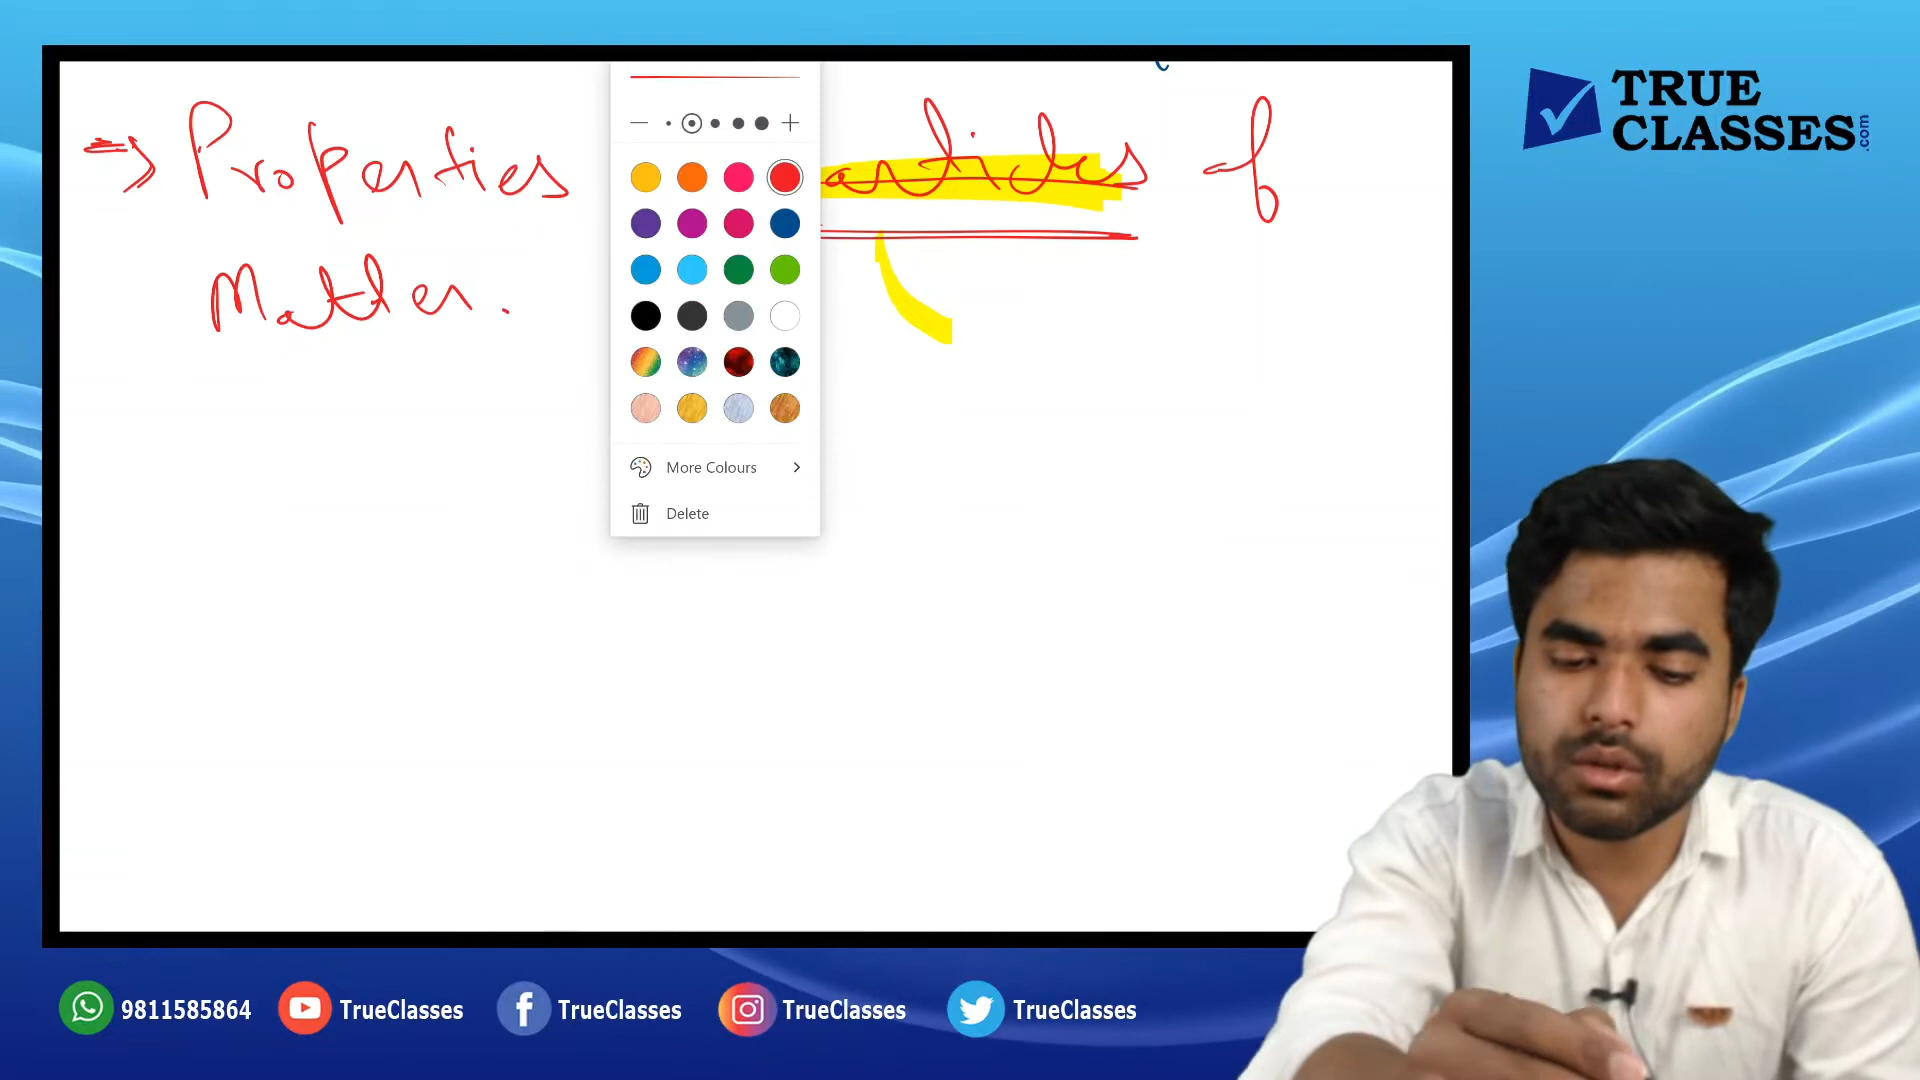 TRUE
CLASSES.com
⇒ Properties articles of
Matter.
More Colours
Delete
9811585864 TrueClasses TrueClasses TrueClasses TrueClasses